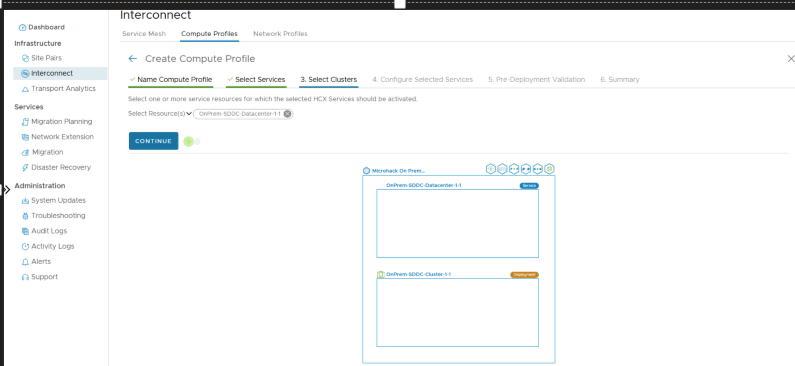 Interconnect
Dashboard
Infrastructure
Site Pairs
Interconnect
Transport Analytics
Services
Migration Planning
Network Extension
Migration
Disaster Recovery
Administration
System Updates
Troubleshooting
Audit Logs
Activity Logs
Alerts
Support
Service Mesh Compute Profiles Network Profiles
Create Compute Profile
Name Compute Profile Select Services 3. Select Clusters 4. Configure Selected Services 5. Pre-Deployment Validation 6. Summary
Select one or more service resources for which the selected HCX Services should be activated.
Select Resource(s) OnPrem-SDDC-Datacenter-1-1
CONTINUE
Microhack On Prem...
OnPrem-SDDC-Datacenter-1-1 Service
OnPrem-SDDC-Cluster-1-1 Deployment